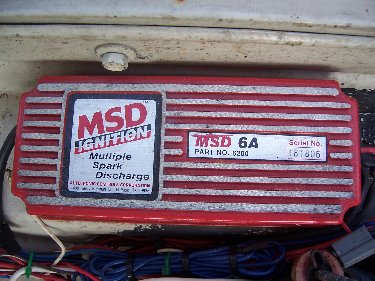 MSD
IGNITION
Multiple
Spark
Discharge
MSD 6A
PART NO. 6200
Serial No.